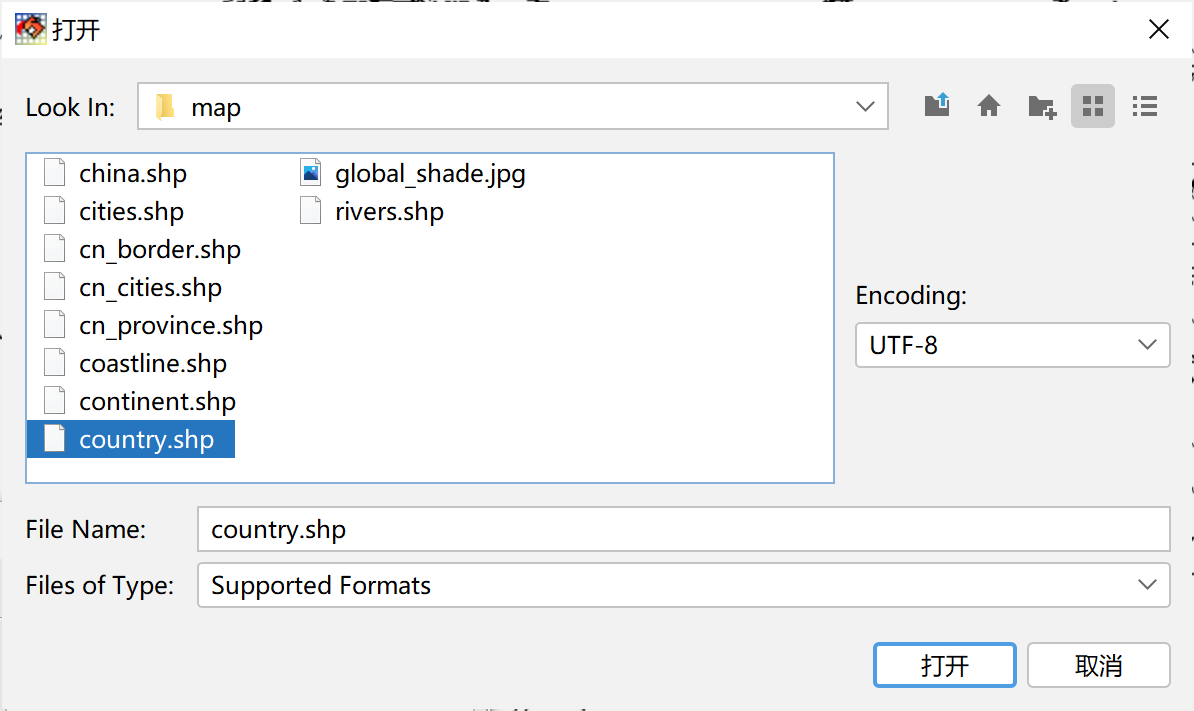 打开
Look In:
map
china.shp
cities.shp
cn_border.shp
cn_cities.shp
cn_province.shp
coastline.shp
continent.shp
country.shp
global_shade.jpg
rivers.shp
Encoding:
UTF-8
File Name:
country.shp
Files of Type:
Supported Formats
打开
取消